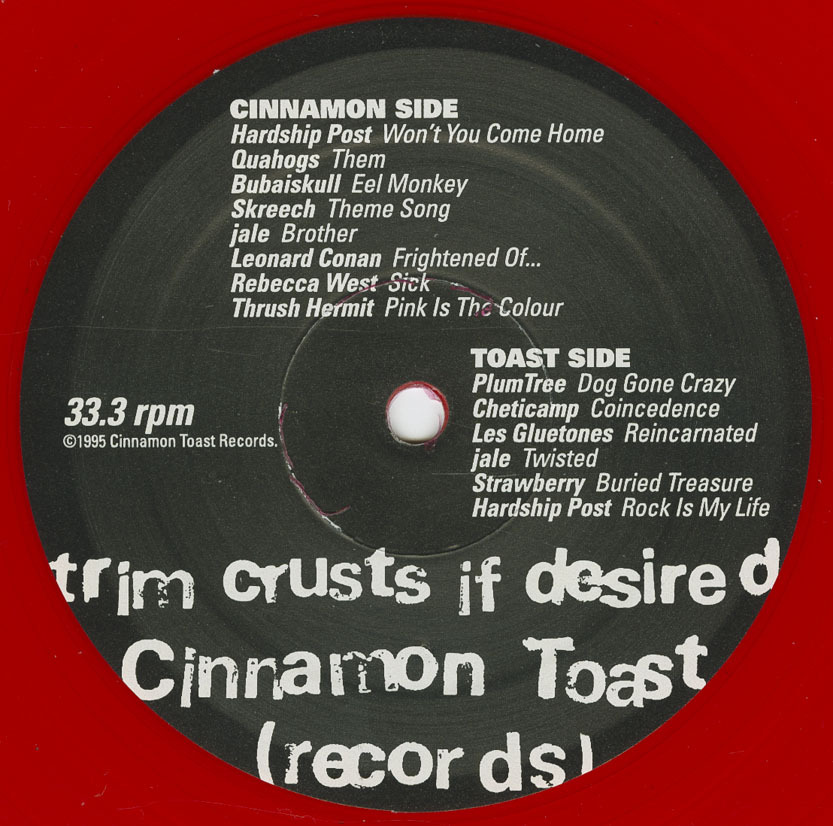 CINNAMON SIDE
Hardship Post Won't You Come Home
Quahogs Them
Bubaiskull Eel Monkey
Skreech Theme Song
jale Brother
Leonard Conan Frightened Of...
Rebecca West Sick
Thrush Hermit Pink Is The Colour
TOAST SIDE
PlumTree Dog Gone Crazy
Cheticamp Coincedence
Les Gluetones Reincarnated
jale Twisted
Strawberry Buried Treasure
Hardship Post Rock Is My Life
33.3 rpm
©1995 Cinnamon Toast Records.
trim crusts if desired
Cinnamon Toast
(records)